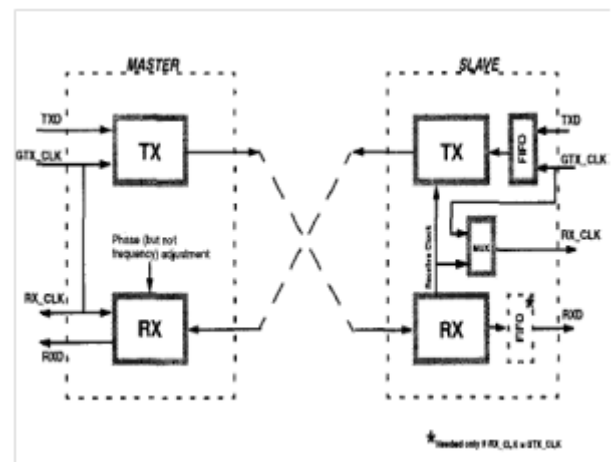 MASTER
SLAVE
TXD
TX
GTX_CLK
TX
FIFO
TXD
GTX_CLK
Phase (but not
frequency) adjustment
Receive Clock
MUX
RX_CLK
RX_CLK
RX
RXD
RX
FIFO
*
RXD
*Needed only if RX_CLK = GTX_CLK